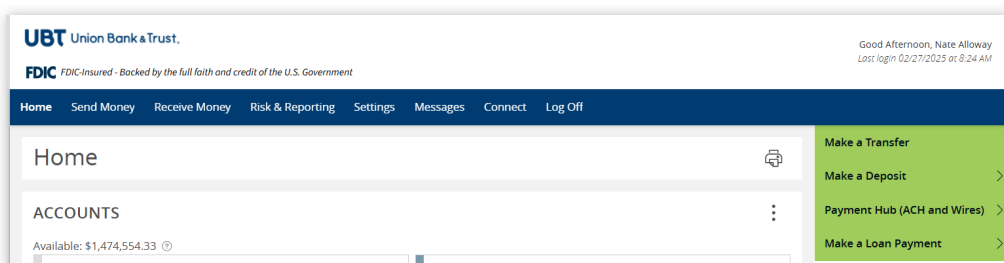 UBT Union Bank & Trust.
Good Afternoon, Nate Alloway
Last login 02/27/2025 at 8:24 AM
FDIC FDIC-Insured - Backed by the full faith and credit of the U.S. Government
Home Send Money Receive Money Risk & Reporting Settings Messages Connect Log Off
Home
Make a Transfer
Make a Deposit
ACCOUNTS
Payment Hub (ACH and Wires)
Available: $1,474,554.33
Make a Loan Payment